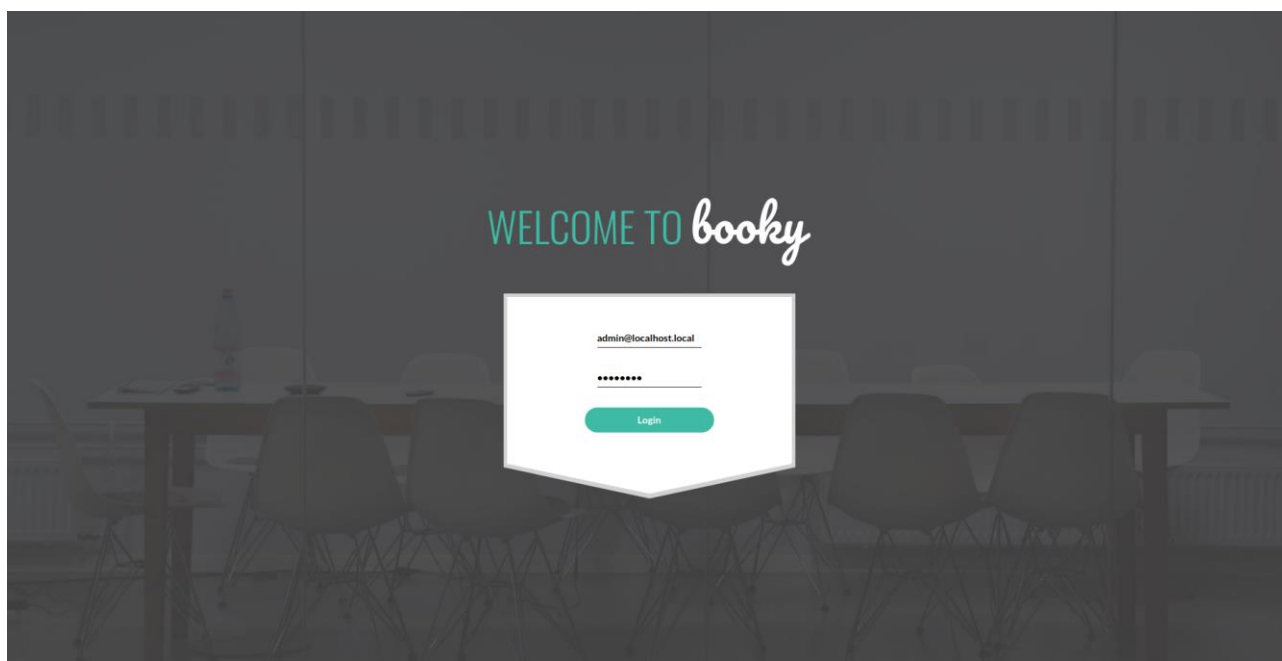 WELCOME TO booky
admin@localhost.local
••••••••
Login